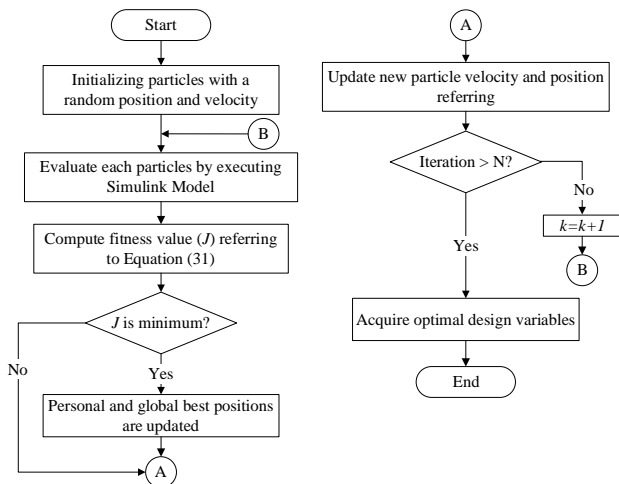 Start
Initializing particles with a
random position and velocity
B
Evaluate each particles by executing
Simulink Model
Compute fitness value (J) referring
to Equation (31)
J is minimum?
No
Yes
Personal and global best positions
are updated
A
A
Update new particle velocity and position
referring
Iteration > N?
No
k=k+1
B
Yes
Acquire optimal design variables
End